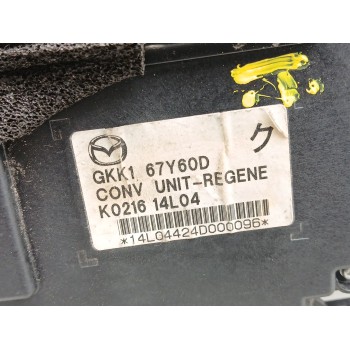 GKK1 67Y60D
ク
CONV UNIT-REGENE
K0216 14L04
*14L04424D000096*